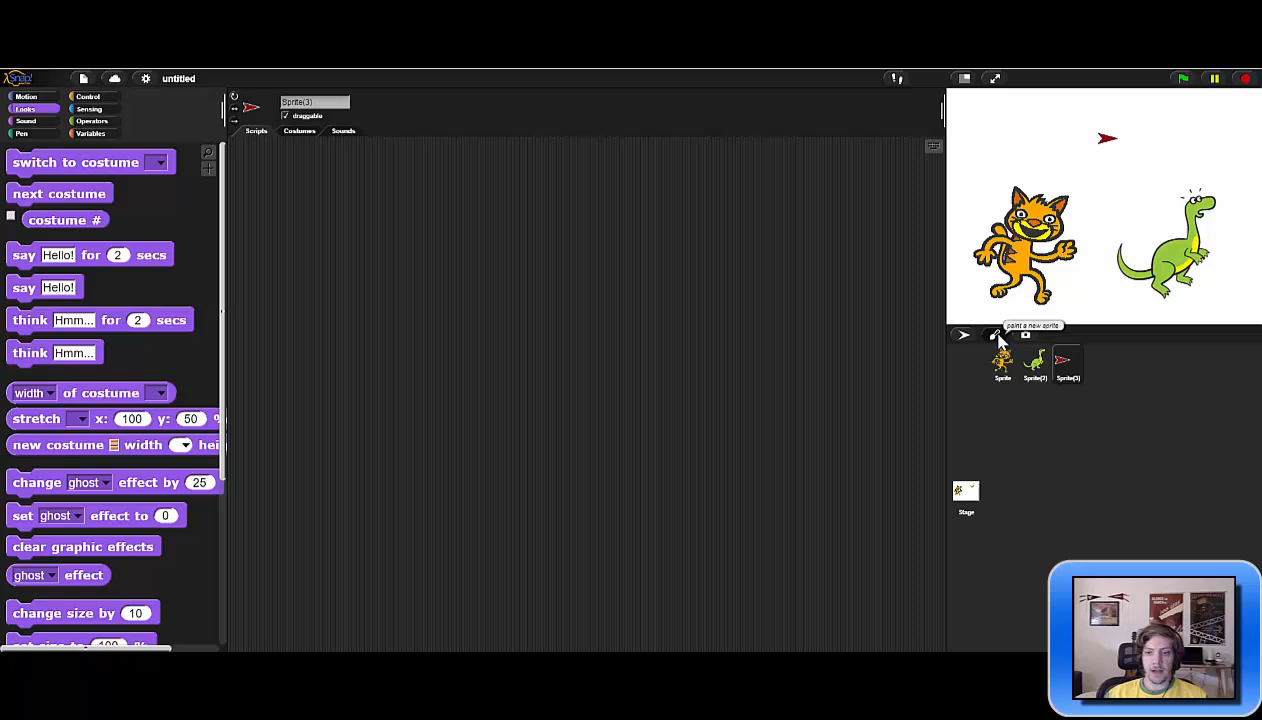 Snap!
untitled
Motion
Control
Looks
Sensing
Sound
Operators
Pen
Variables
Sprite(3)
draggable
Scripts
Costumes
Sounds
switch to costume
next costume
costume #
say Hello! for 2 secs
say Hello!
think Hmm... for 2 secs
think Hmm...
width of costume
stretch x: 100 y: 50 %
new costume width hei
change ghost effect by 25
set ghost effect to 0
clear graphic effects
ghost effect
change size by 10
paint a new sprite
Sprite
Sprite(2)
Sprite(3)
Stage